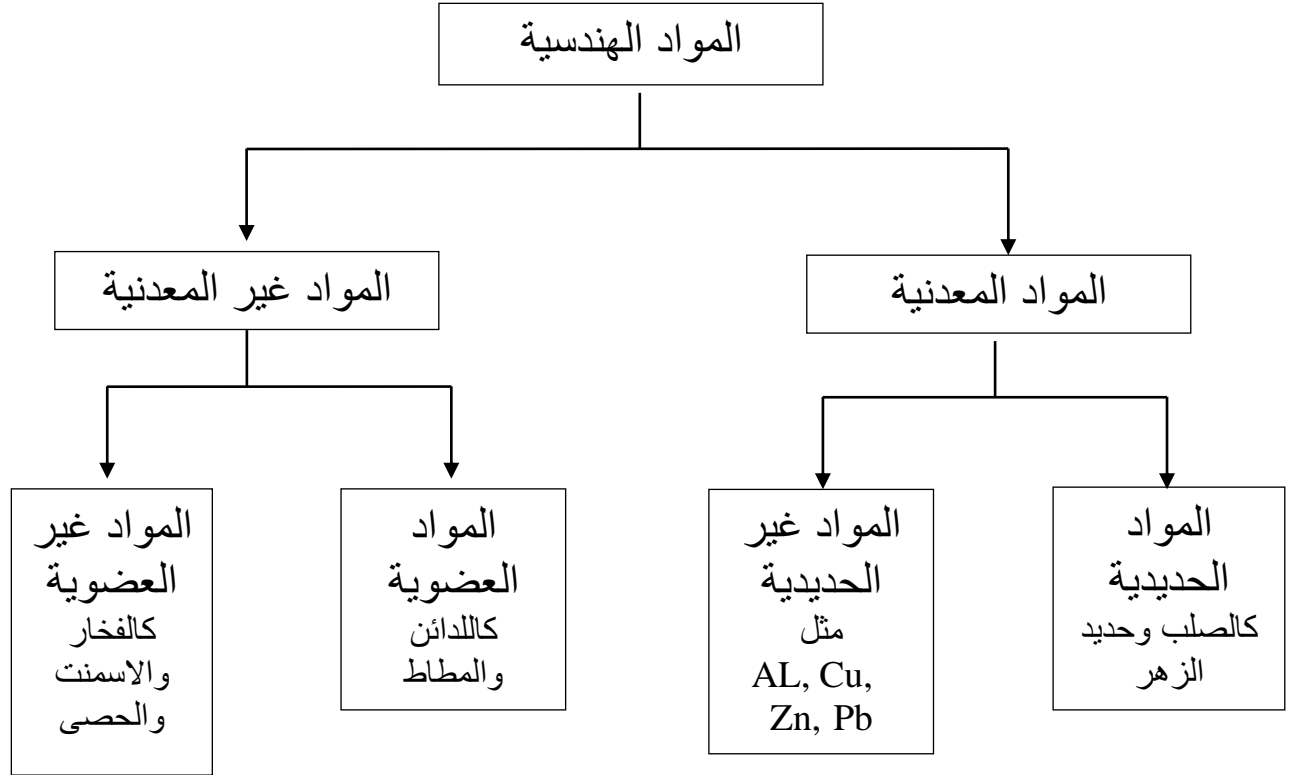 المواد الهندسية
المواد المعدنية
المواد غير المعدنية
المواد
الحديدية
كالصلب وحديد
الزهر
المواد غير
الحديدية
مثل
AL, Cu,
Zn, Pb
المواد
العضوية
كاللدائن
والمطاط
المواد غير
العضوية
كالفخار
والاسمنت
والحصى